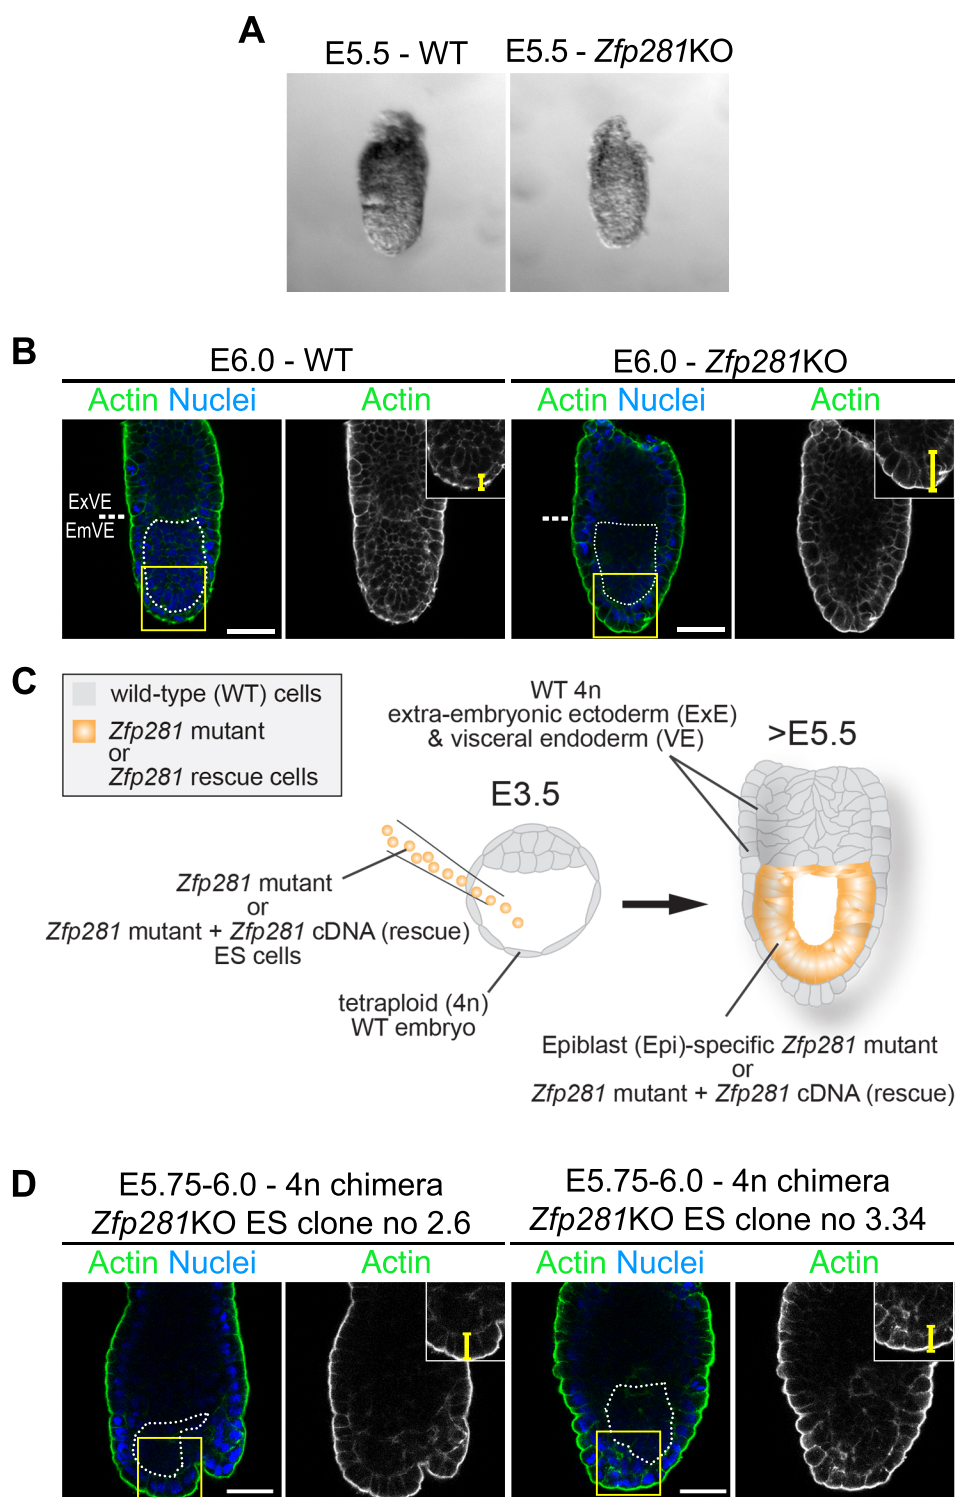 A
E5.5 - WT
E5.5 - Zfp281KO
B
E6.0 - WT
E6.0 - Zfp281KO
Actin Nuclei
Actin
Actin Nuclei
Actin
ExVE
EmVE
C
wild-type (WT) cells
Zfp281 mutant
or
Zfp281 rescue cells
WT 4n
extra-embryonic ectoderm (ExE)
& visceral endoderm (VE)
>E5.5
E3.5
Zfp281 mutant
or
Zfp281 mutant + Zfp281 cDNA (rescue)
ES cells
tetraploid (4n)
WT embryo
Epiblast (Epi)-specific Zfp281 mutant
or
Zfp281 mutant + Zfp281 cDNA (rescue)
D
E5.75-6.0 - 4n chimera
Zfp281KO ES clone no 2.6
E5.75-6.0 - 4n chimera
Zfp281KO ES clone no 3.34
Actin Nuclei
Actin
Actin Nuclei
Actin